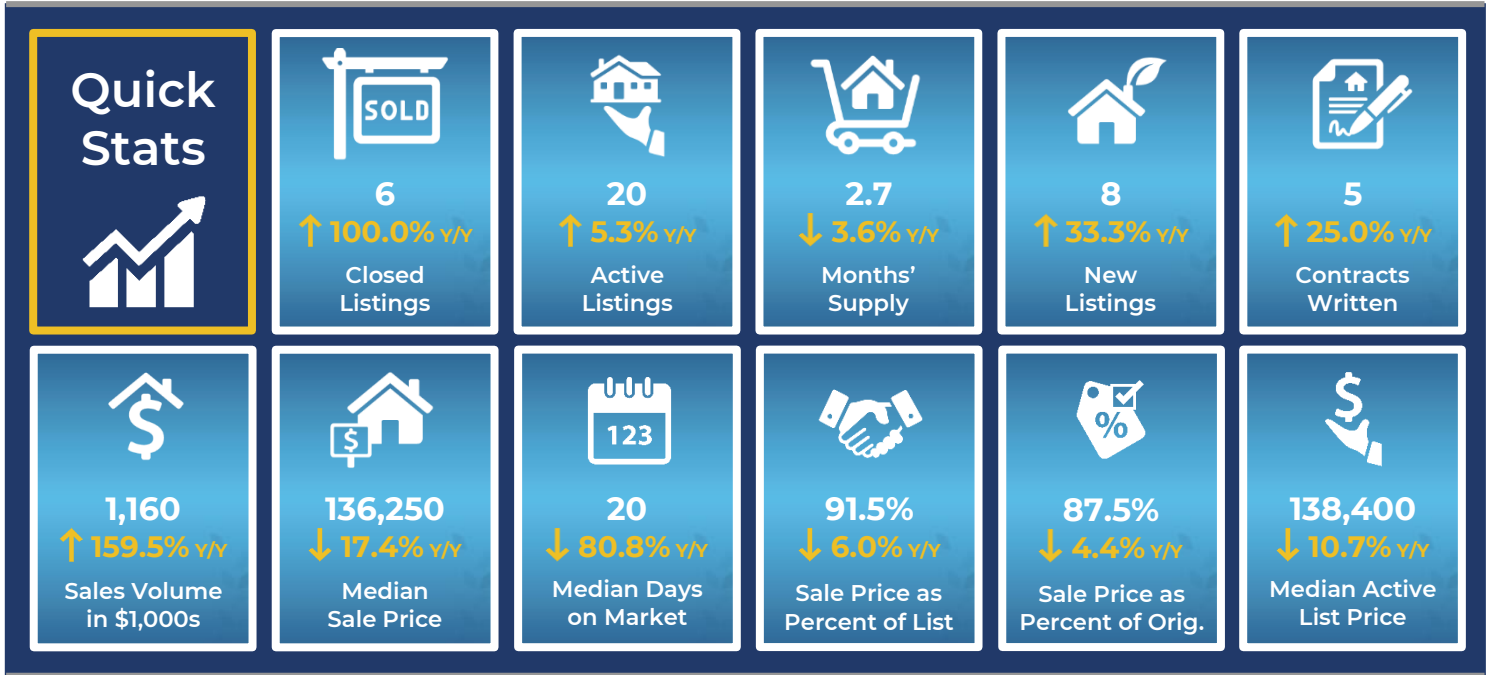 Quick
Stats
SOLD
6
↑ 100.0% Y/Y
Closed
Listings
20
↑ 5.3% Y/Y
Active
Listings
2.7
↓ 3.6% Y/Y
Months’
Supply
8
↑ 33.3% Y/Y
New
Listings
5
↑ 25.0% Y/Y
Contracts
Written
$
1,160
↑ 159.5% Y/Y
Sales Volume
in $1,000s
$
136,250
↓ 17.4% Y/Y
Median
Sale Price
123
20
↓ 80.8% Y/Y
Median Days
on Market
91.5%
↓ 6.0% Y/Y
Sale Price as
Percent of List
%
87.5%
↓ 4.4% Y/Y
Sale Price as
Percent of Orig.
$
138,400
↓ 10.7% Y/Y
Median Active
List Price